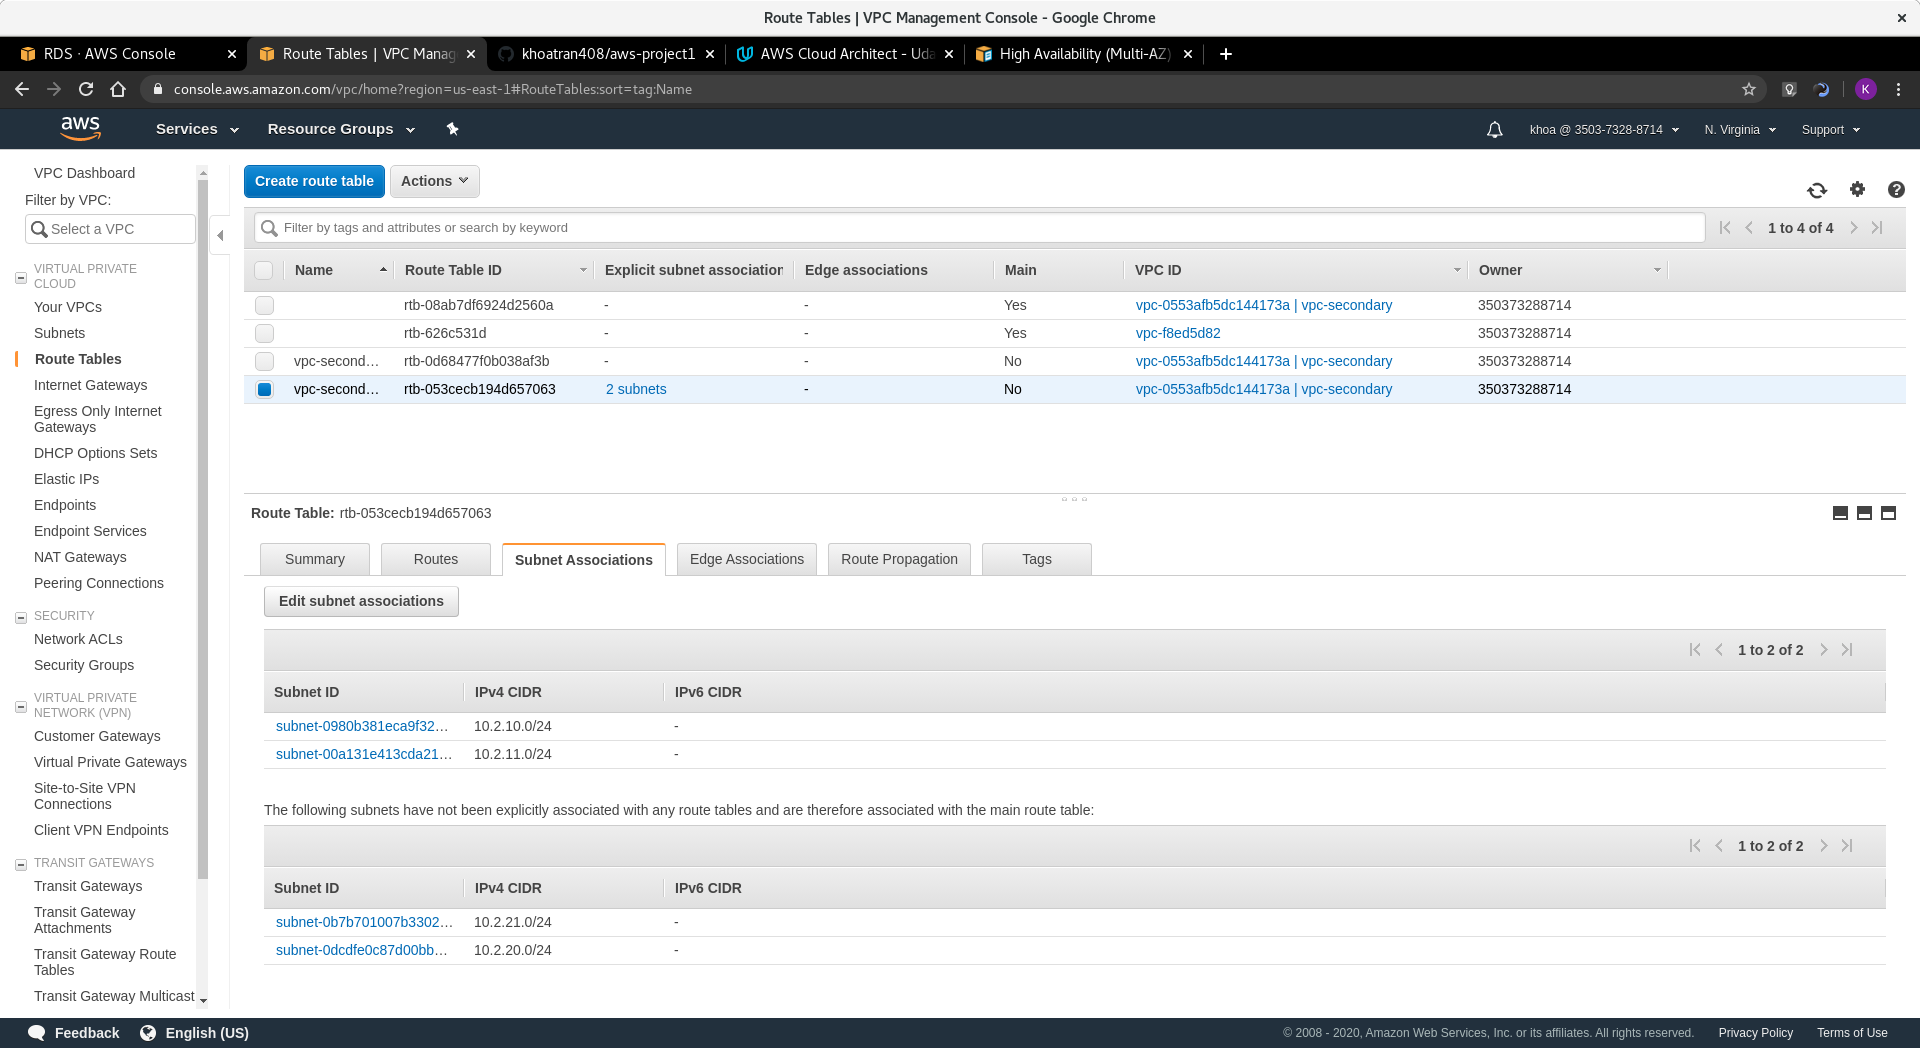 Route Tables | VPC Management Console - Google Chrome
RDS · AWS Console
Route Tables | VPC Manag
khoatran408/aws-project1
AWS Cloud Architect - Uda
High Availability (Multi-AZ)
console.aws.amazon.com/vpc/home?region=us-east-1#RouteTables:sort=tag:Name
K
aws
Services
Resource Groups
khoa @ 3503-7328-8714
N. Virginia
Support
VPC Dashboard
Filter by VPC:
Select a VPC
VIRTUAL PRIVATE
CLOUD
Your VPCs
Subnets
Route Tables
Internet Gateways
Egress Only Internet
Gateways
DHCP Options Sets
Elastic IPs
Endpoints
Endpoint Services
NAT Gateways
Peering Connections
SECURITY
Network ACLs
Security Groups
VIRTUAL PRIVATE
NETWORK (VPN)
Customer Gateways
Virtual Private Gateways
Site-to-Site VPN
Connections
Client VPN Endpoints
TRANSIT GATEWAYS
Transit Gateways
Transit Gateway
Attachments
Transit Gateway Route
Tables
Transit Gateway Multicast
Create route table
Actions
Filter by tags and attributes or search by keyword
1 to 4 of 4
Name Route Table ID Explicit subnet association Edge associations Main VPC ID Owner
rtb-08ab7df6924d2560a - - Yes vpc-0553afb5dc144173a | vpc-secondary 350373288714
rtb-626c531d - - Yes vpc-f8ed5d82 350373288714
vpc-second… rtb-0d68477f0b038af3b - - No vpc-0553afb5dc144173a | vpc-secondary 350373288714
vpc-second… rtb-053cecb194d657063 2 subnets - No vpc-0553afb5dc144173a | vpc-secondary 350373288714
Route Table: rtb-053cecb194d657063
Summary Routes Subnet Associations Edge Associations Route Propagation Tags
Edit subnet associations
1 to 2 of 2
Subnet ID IPv4 CIDR IPv6 CIDR
subnet-0980b381eca9f32… 10.2.10.0/24 -
subnet-00a131e413cda21… 10.2.11.0/24 -
The following subnets have not been explicitly associated with any route tables and are therefore associated with the main route table:
1 to 2 of 2
Subnet ID IPv4 CIDR IPv6 CIDR
subnet-0b7b701007b3302… 10.2.21.0/24 -
subnet-0dcdfe0c87d00bb… 10.2.20.0/24 -
Feedback
English (US)
© 2008 - 2020, Amazon Web Services, Inc. or its affiliates. All rights reserved.
Privacy Policy
Terms of Use